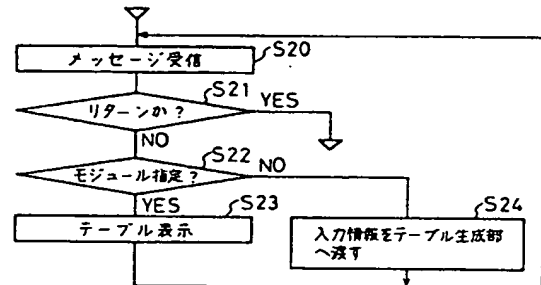 S20
メッセージ受信
S21
リターンか?
YES
NO
S22
モジュール指定?
NO
YES
S23
テーブル表示
S24
入力情報をテーブル生成部
へ渡す